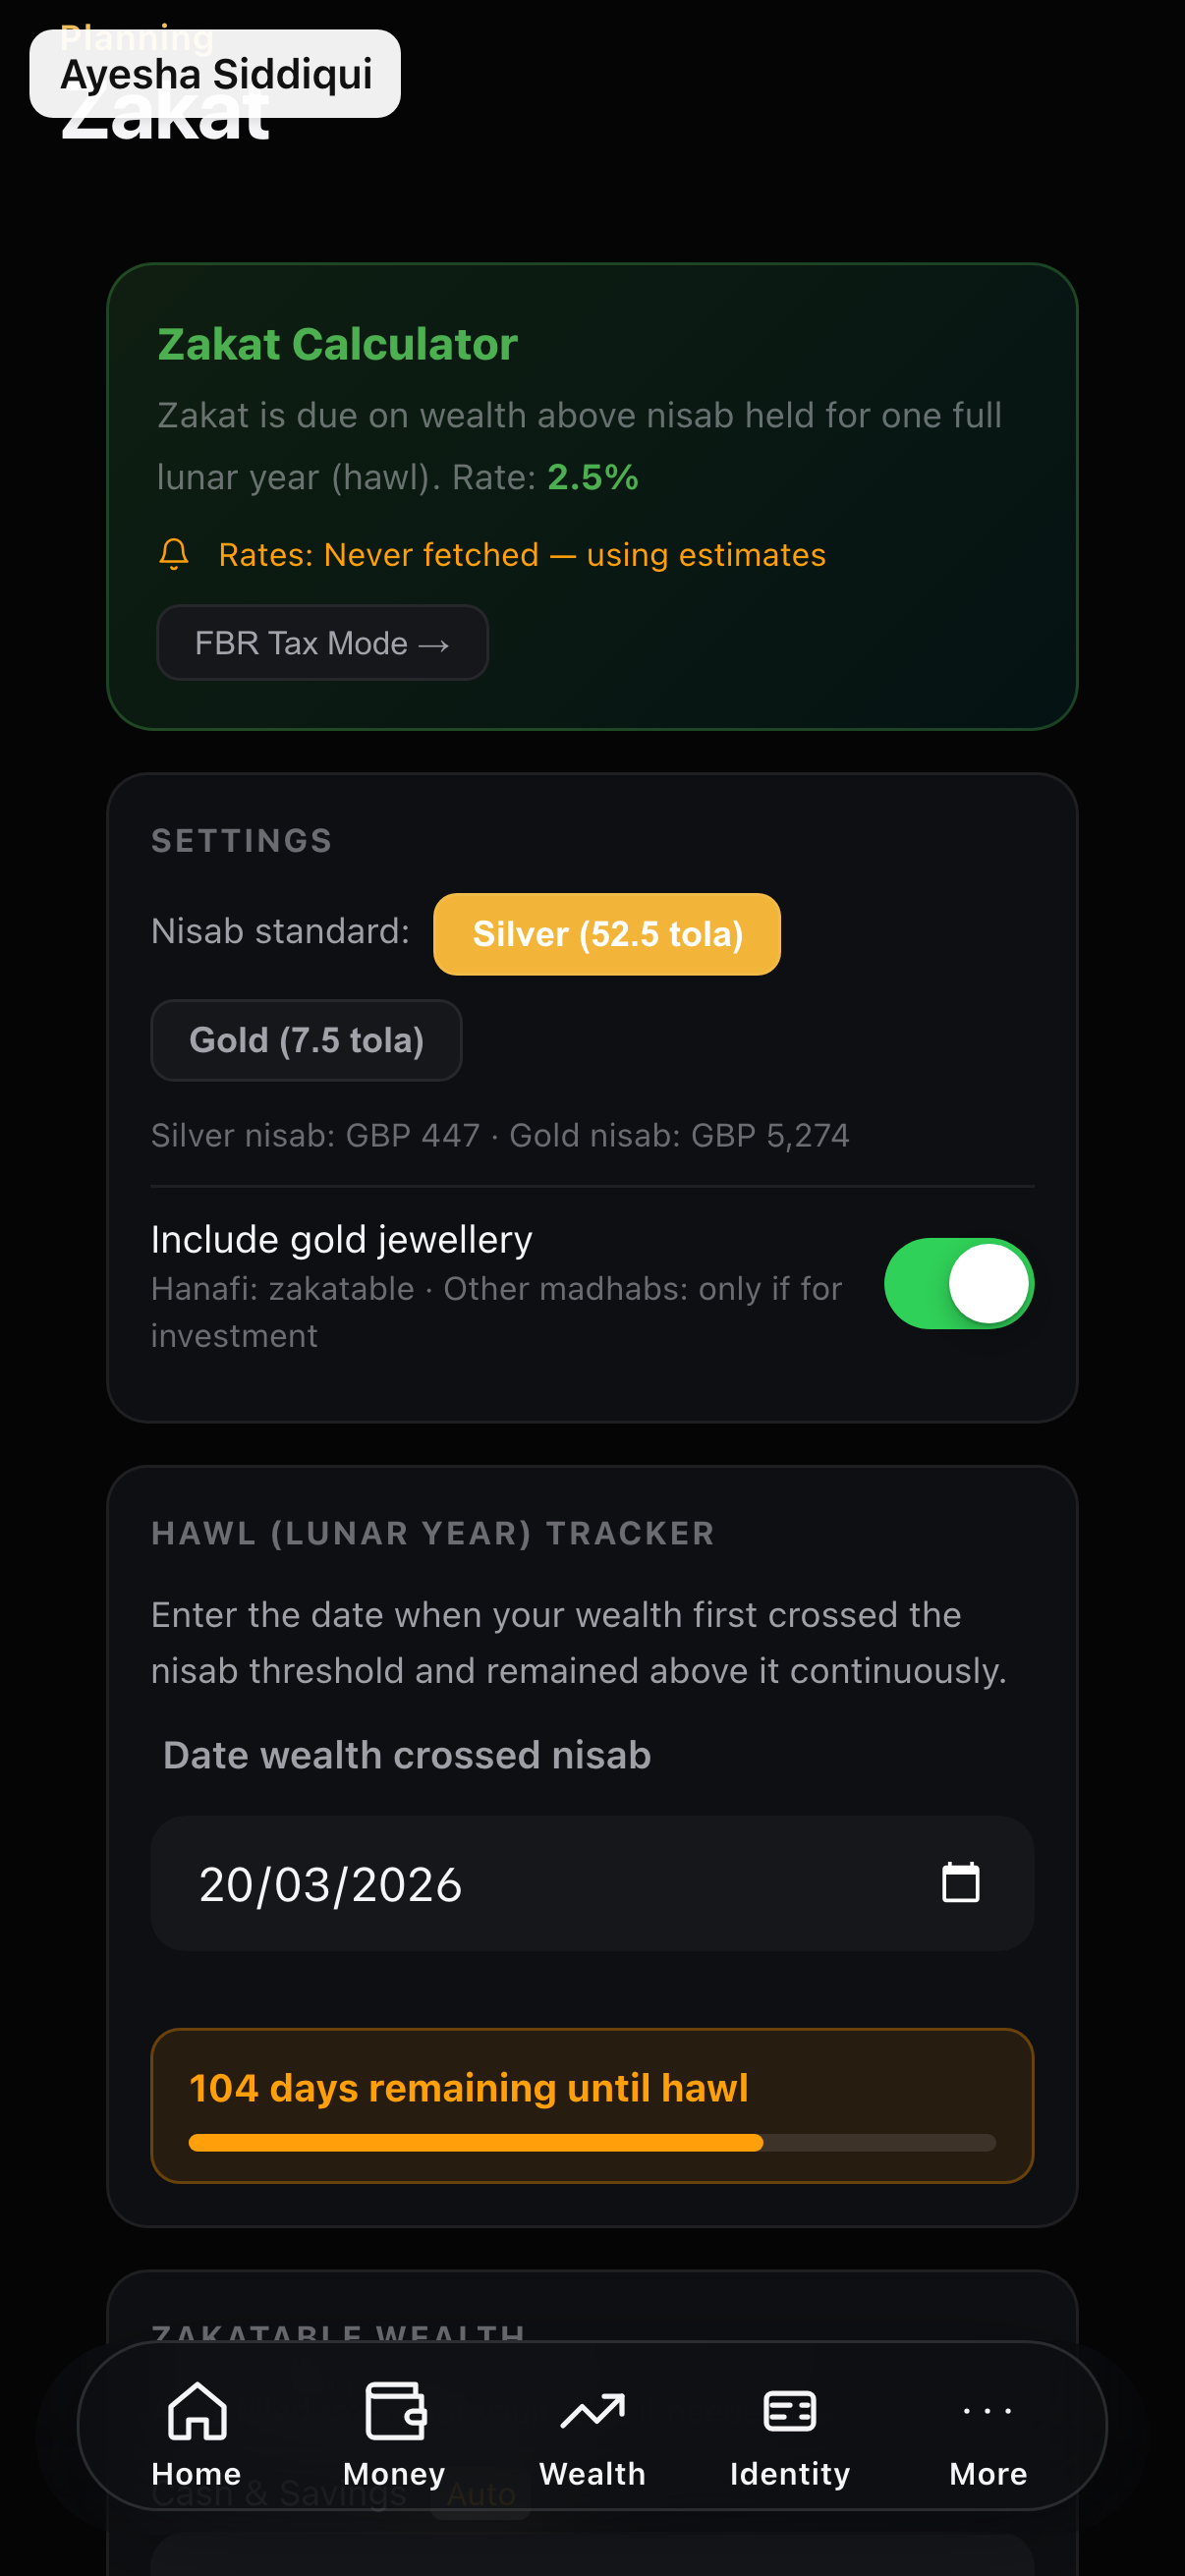 Planning
Ayesha Siddiqui
Zakat
Zakat Calculator
Zakat is due on wealth above nisab held for one full
lunar year (hawl). Rate: 2.5%
Rates: Never fetched — using estimates
FBR Tax Mode →
SETTINGS
Nisab standard: Silver (52.5 tola)
Gold (7.5 tola)
Silver nisab: GBP 447 · Gold nisab: GBP 5,274
Include gold jewellery
Hanafi: zakatable · Other madhabs: only if for
investment
HAWL (LUNAR YEAR) TRACKER
Enter the date when your wealth first crossed the
nisab threshold and remained above it continuously.
Date wealth crossed nisab
20/03/2026
104 days remaining until hawl
ZAKATABLE WEALTH
Home Money Wealth Identity More
Cash & Savings Auto